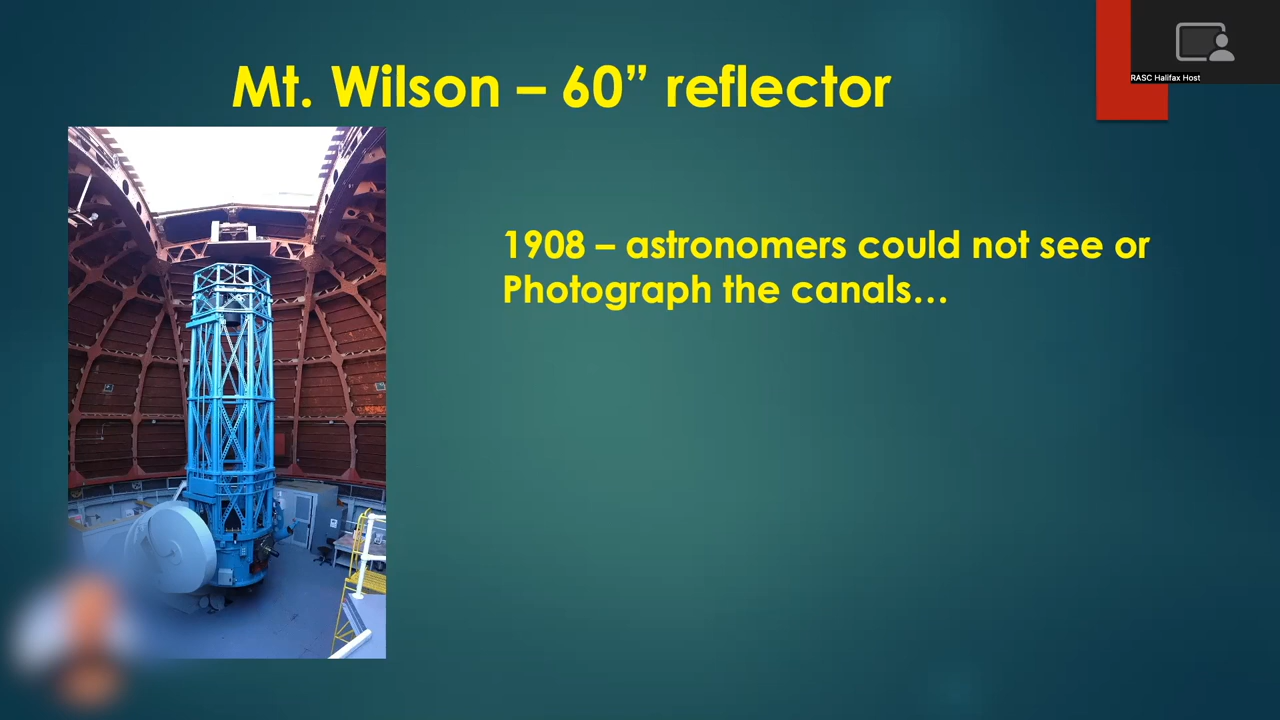 Mt. Wilson – 60” reflector
RASC Halifax Host
1908 – astronomers could not see or
Photograph the canals…